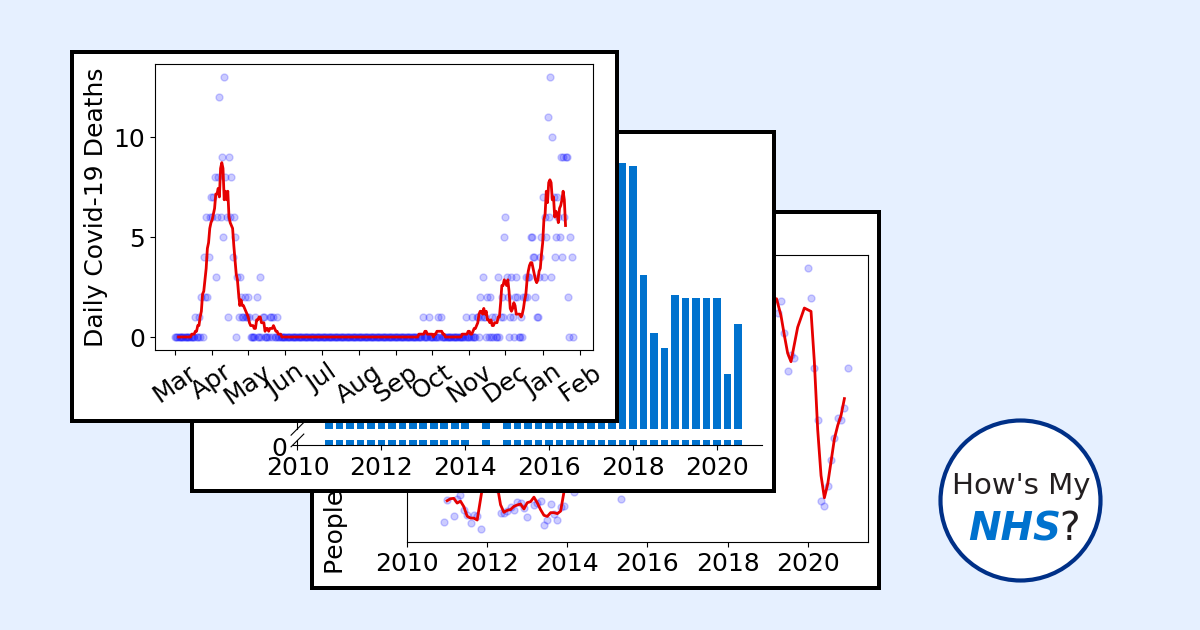 Daily Covid-19 Deaths
10
5
0
Mar Apr May Jun Jul Aug Sep Oct Nov Dec Jan Feb
0
2010 2012 2014 2016 2018 2020
People
2010 2012 2014 2016 2018 2020
How's My
NHS?